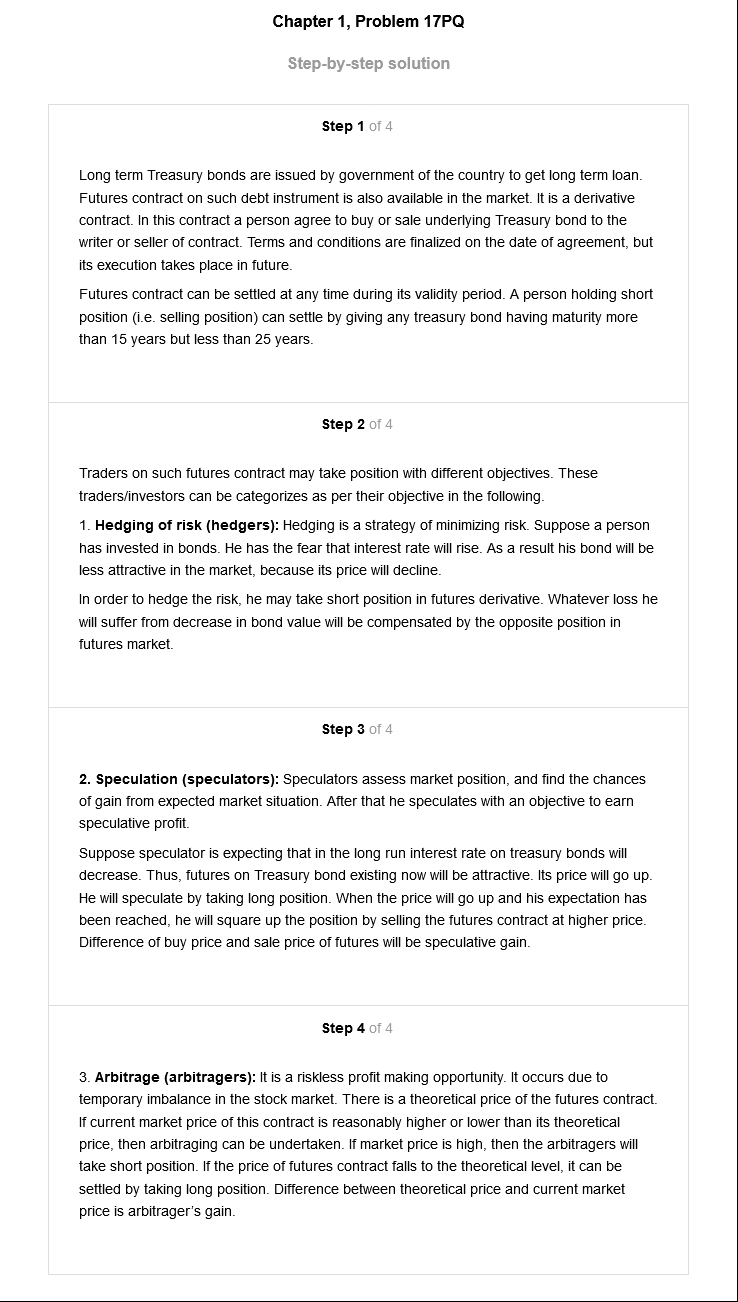 Chapter 1, Problem 17PQ
Step-by-step solution
Step 1 of 4
Long term Treasury bonds are issued by government of the country to get long term loan.
Futures contract on such debt instrument is also available in the market. It is a derivative
contract. In this contract a person agree to buy or sale underlying Treasury bond to the
writer or seller of contract. Terms and conditions are finalized on the date of agreement, but
its execution takes place in future.
Futures contract can be settled at any time during its validity period. A person holding short
position (i.e. selling position) can settle by giving any treasury bond having maturity more
than 15 years but less than 25 years.
Step 2 of 4
Traders on such futures contract may take position with different objectives. These
traders/investors can be categorizes as per their objective in the following.
1. Hedging of risk (hedgers): Hedging is a strategy of minimizing risk. Suppose a person
has invested in bonds. He has the fear that interest rate will rise. As a result his bond will be
less attractive in the market, because its price will decline.
In order to hedge the risk, he may take short position in futures derivative. Whatever loss he
will suffer from decrease in bond value will be compensated by the opposite position in
futures market.
Step 3 of 4
2. Speculation (speculators): Speculators assess market position, and find the chances
of gain from expected market situation. After that he speculates with an objective to earn
speculative profit.
Suppose speculator is expecting that in the long run interest rate on treasury bonds will
decrease. Thus, futures on Treasury bond existing now will be attractive. Its price will go up.
He will speculate by taking long position. When the price will go up and his expectation has
been reached, he will square up the position by selling the futures contract at higher price.
Difference of buy price and sale price of futures will be speculative gain.
Step 4 of 4
3. Arbitrage (arbitragers): It is a riskless profit making opportunity. It occurs due to
temporary imbalance in the stock market. There is a theoretical price of the futures contract.
If current market price of this contract is reasonably higher or lower than its theoretical
price, then arbitraging can be undertaken. If market price is high, then the arbitragers will
take short position. If the price of futures contract falls to the theoretical level, it can be
settled by taking long position. Difference between theoretical price and current market
price is arbitrager's gain.